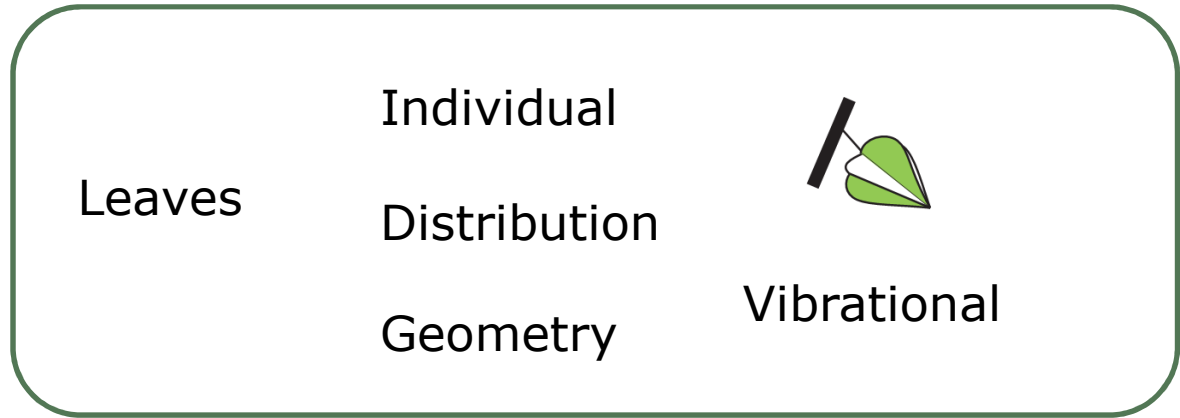 Leaves
Individual
Distribution
Geometry
Vibrational